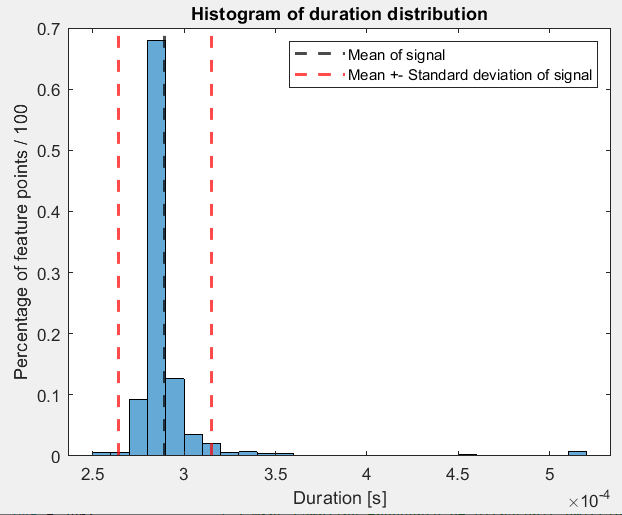 Histogram of duration distribution
Mean of signal
Mean +- Standard deviation of signal
0.7
0.6
0.5
0.4
0.3
0.2
0.1
0
Percentage of feature points / 100
2.5 3 3.5 4 4.5 5
Duration [s]
×10⁻⁴